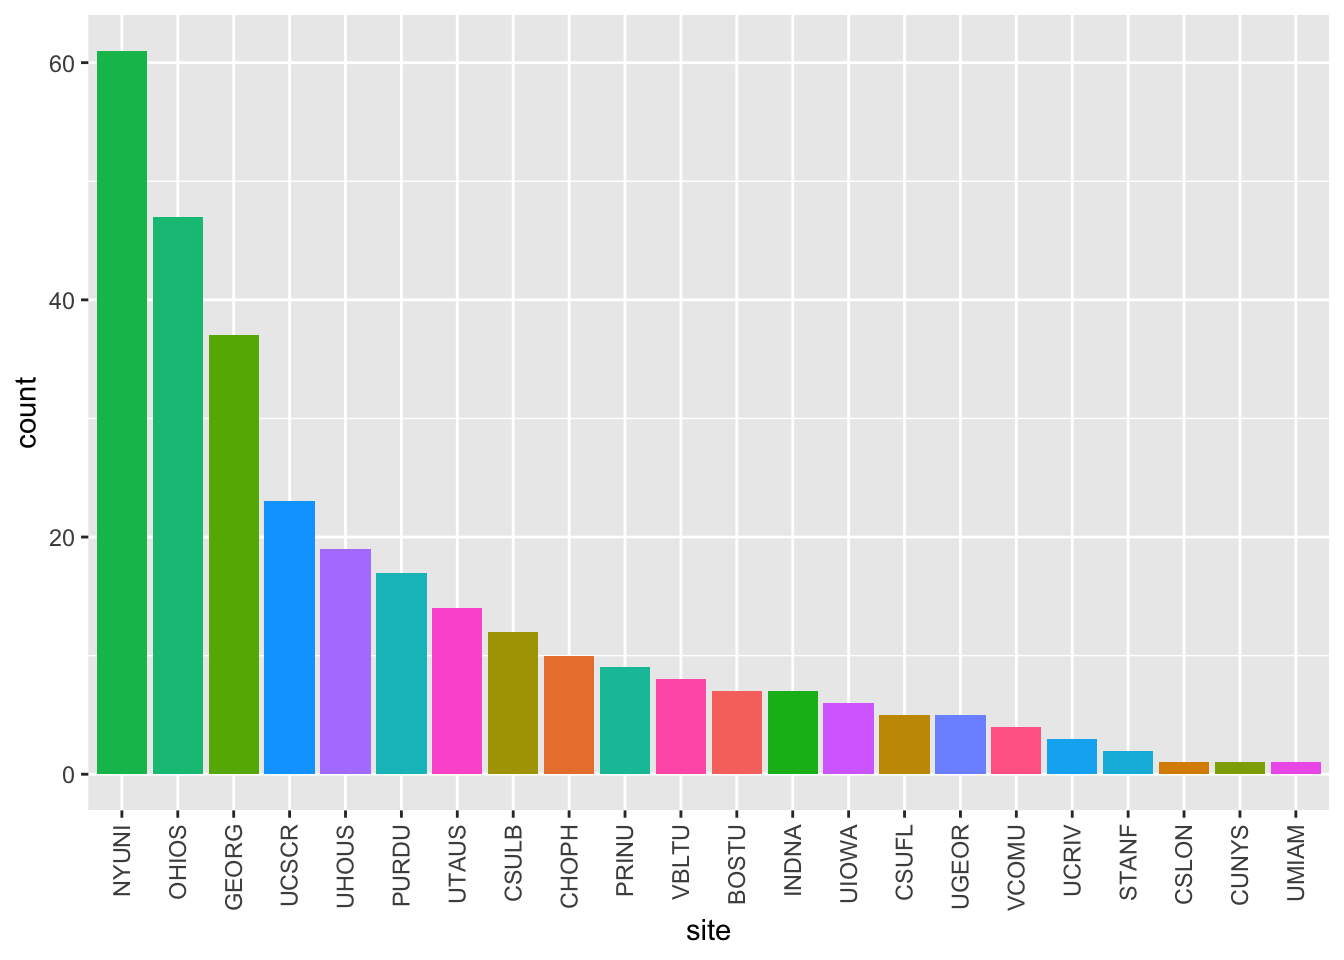 60
40
20
0
count
NYUNI
OHIOS
GEORG
UCSCR
UHOUS
PURDU
UTAUS
CSULB
CHOPH
PRINU
VBLTU
BOSTU
INDNA
UIOWA
CSUFL
UGEOR
VCOMU
UCRIV
STANF
CSLON
CUNYS
UMIAM
site